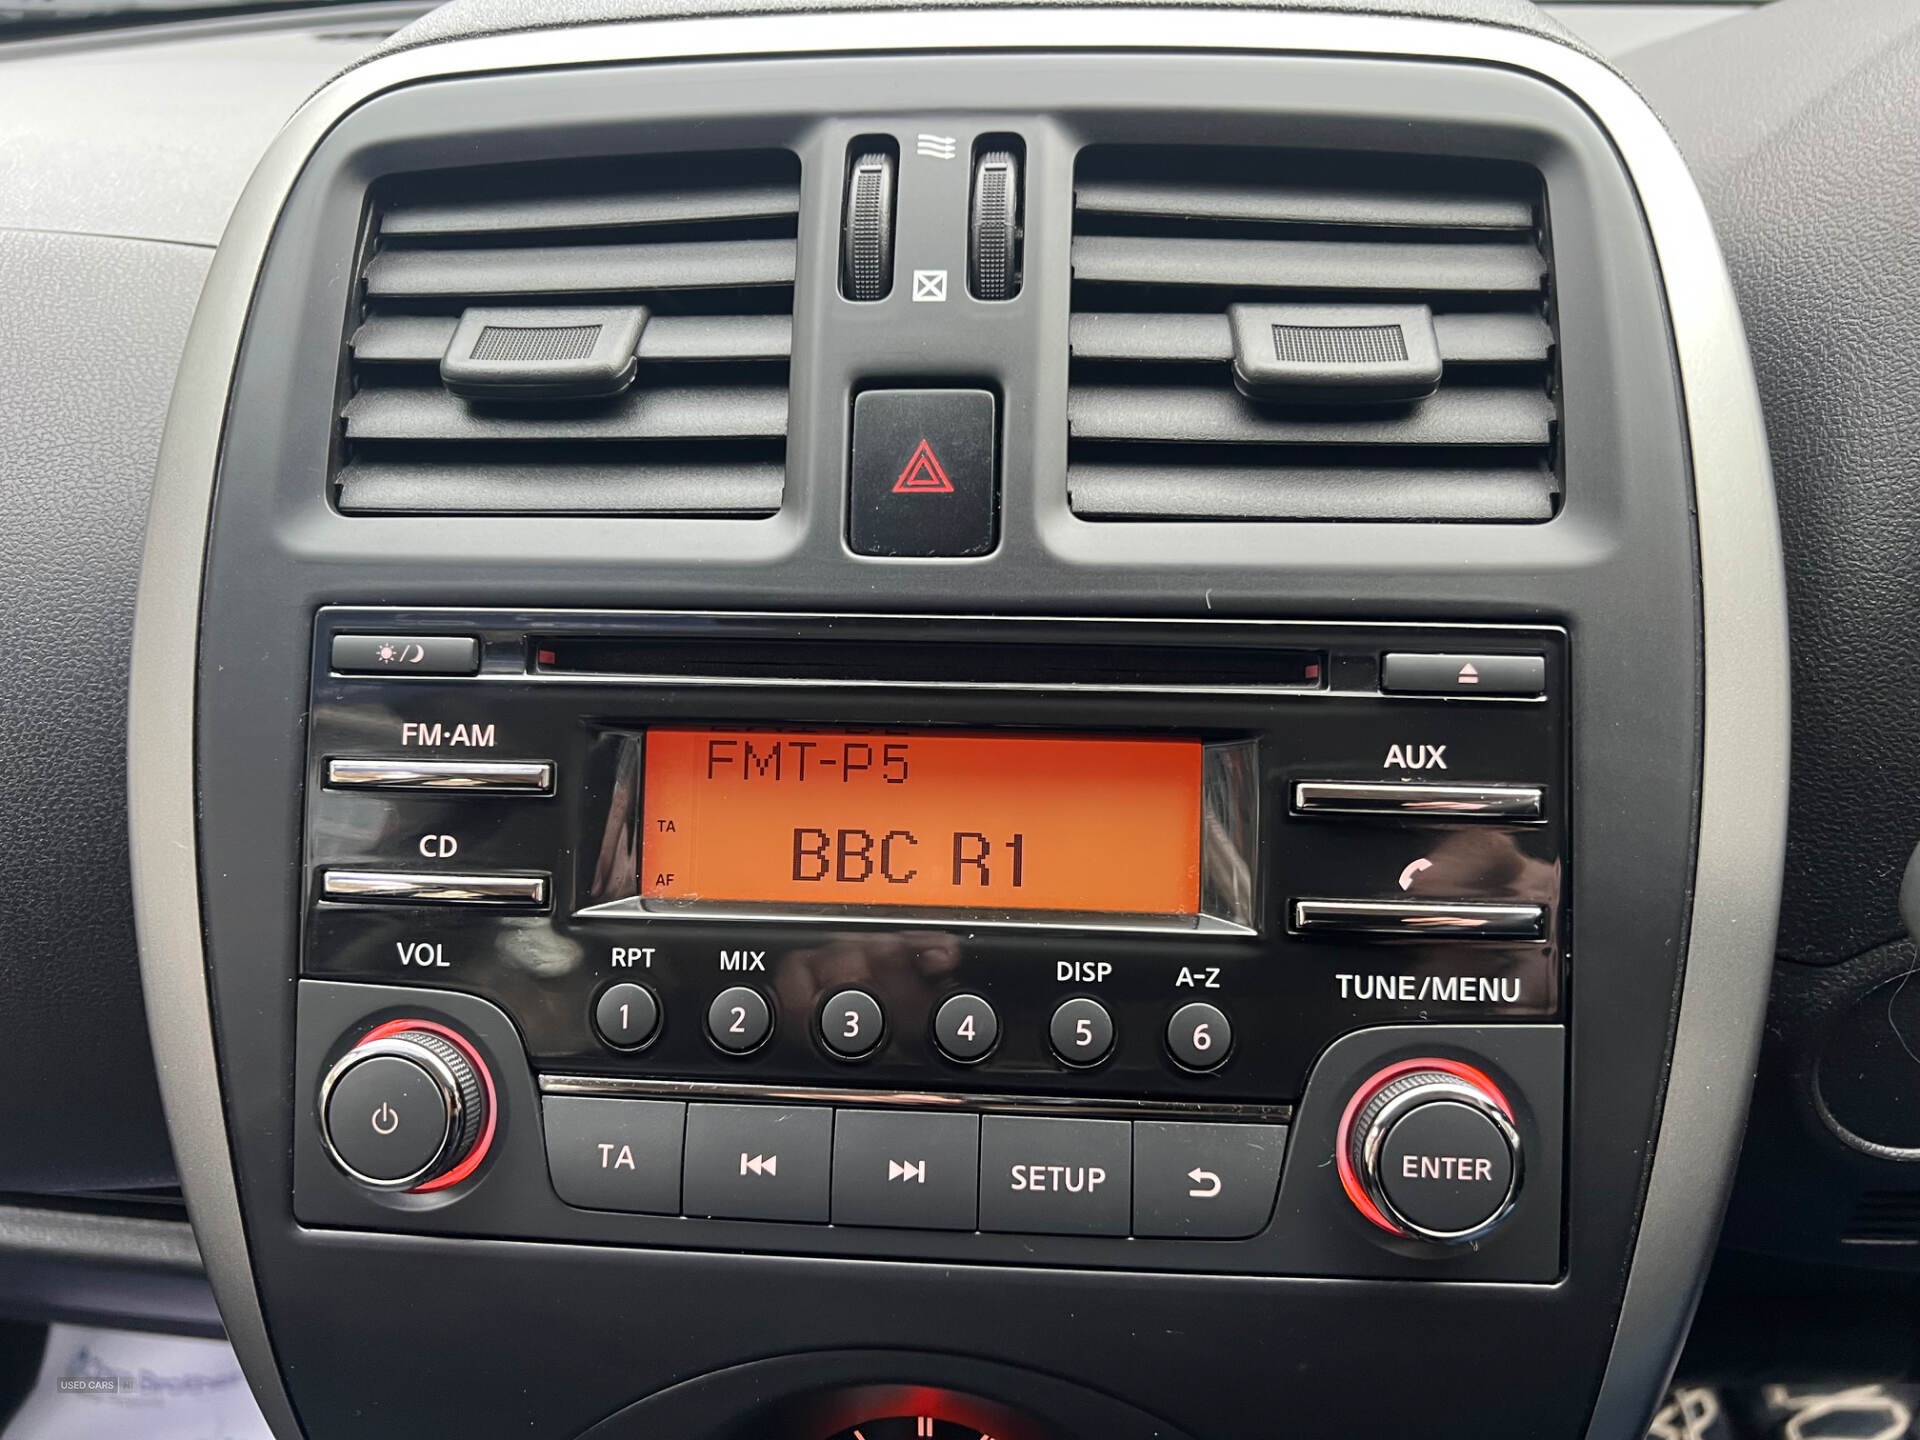 FM·AM
CD
VOL
FMT-P5
TA
BBC R1
AF
AUX
TUNE/MENU
RPT
MIX
DISP
A-Z
1
2
3
4
5
6
TA
SETUP
ENTER
USED CARS NI